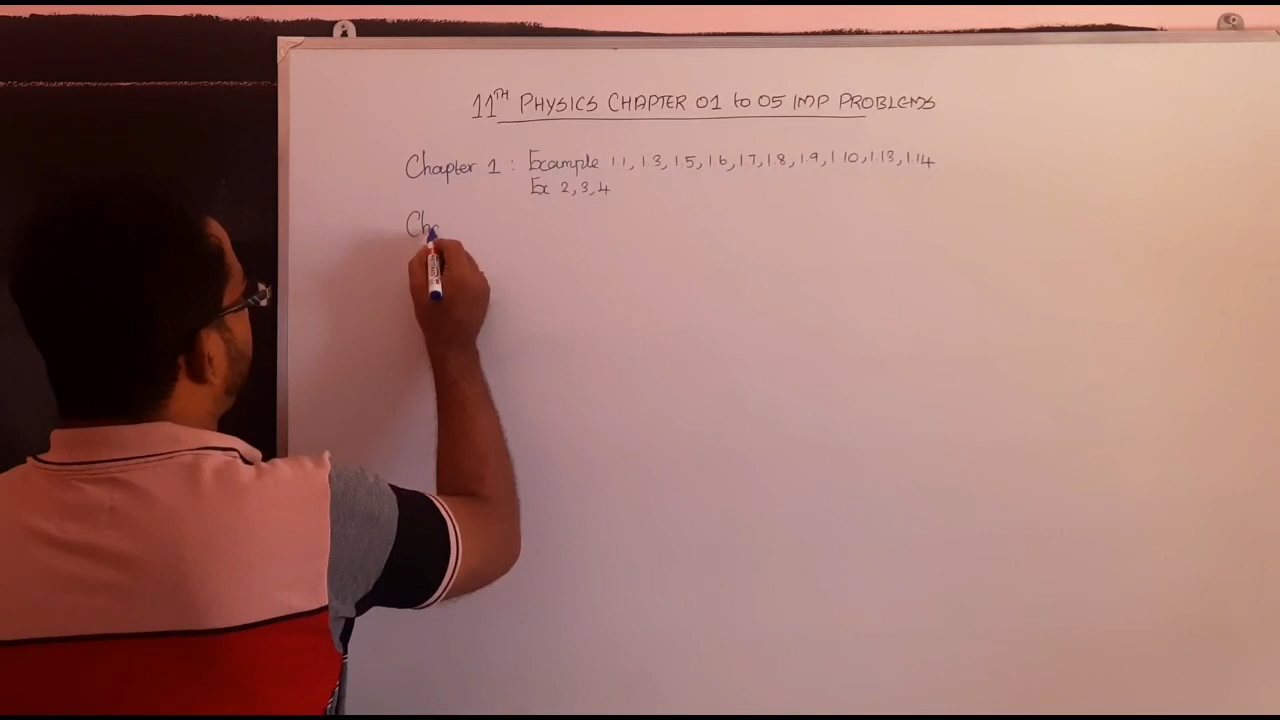 11TH PHYSICS CHAPTER 01 to 05 IMP PROBLEMS
Chapter 1 : Example 1.1, 1.3, 1.5, 1.6, 1.7, 1.8, 1.9, 1.10, 1.13, 1.14
Ex 2, 3, 4
Cha